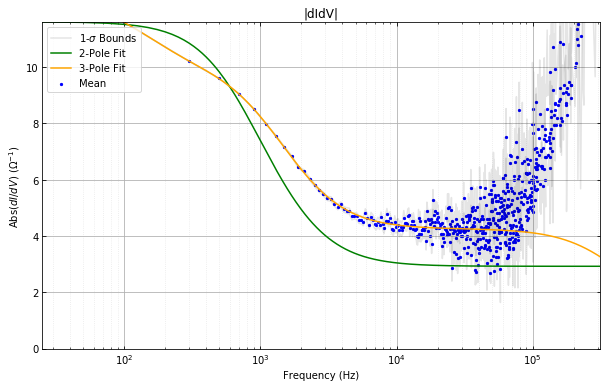 |dIdV|
1-σ Bounds
2-Pole Fit
3-Pole Fit
Mean
Abs(dI/dV) (Ω⁻¹)
10
8
6
4
2
0
10² 10³ 10⁴ 10⁵
Frequency (Hz)